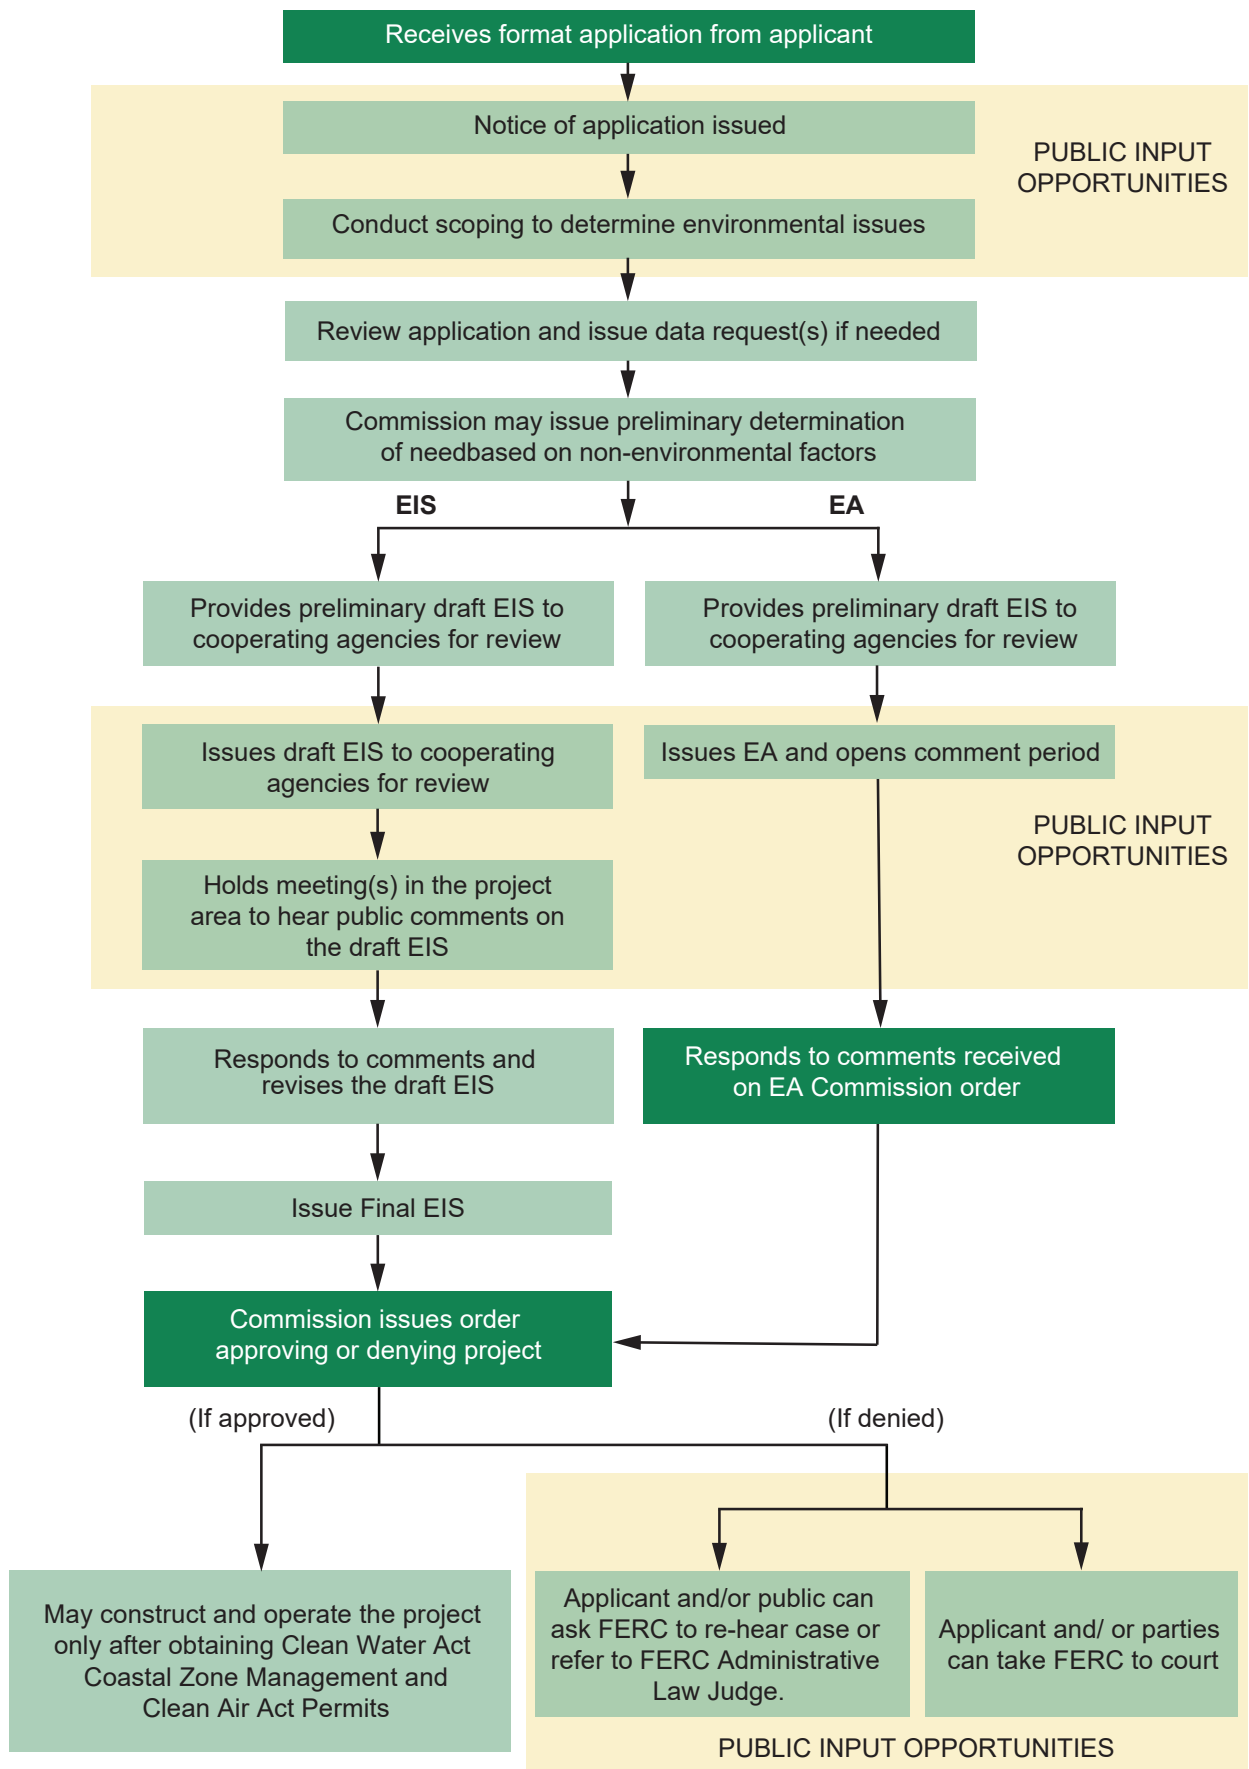 Receives format application from applicant
Notice of application issued
PUBLIC INPUT
OPPORTUNITIES
Conduct scoping to determine environmental issues
Review application and issue data request(s) if needed
Commission may issue preliminary determination
of needbased on non-environmental factors
EIS
EA
Provides preliminary draft EIS to
cooperating agencies for review
Provides preliminary draft EIS to
cooperating agencies for review
Issues draft EIS to cooperating
agencies for review
Issues EA and opens comment period
PUBLIC INPUT
OPPORTUNITIES
Holds meeting(s) in the project
area to hear public comments on
the draft EIS
Responds to comments and
revises the draft EIS
Responds to comments received
on EA Commission order
Issue Final EIS
Commission issues order
approving or denying project
(If approved)
(If denied)
May construct and operate the project
only after obtaining Clean Water Act
Coastal Zone Management and
Clean Air Act Permits
Applicant and/or public can
ask FERC to re-hear case or
refer to FERC Administrative
Law Judge.
Applicant and/ or parties
can take FERC to court
PUBLIC INPUT OPPORTUNITIES